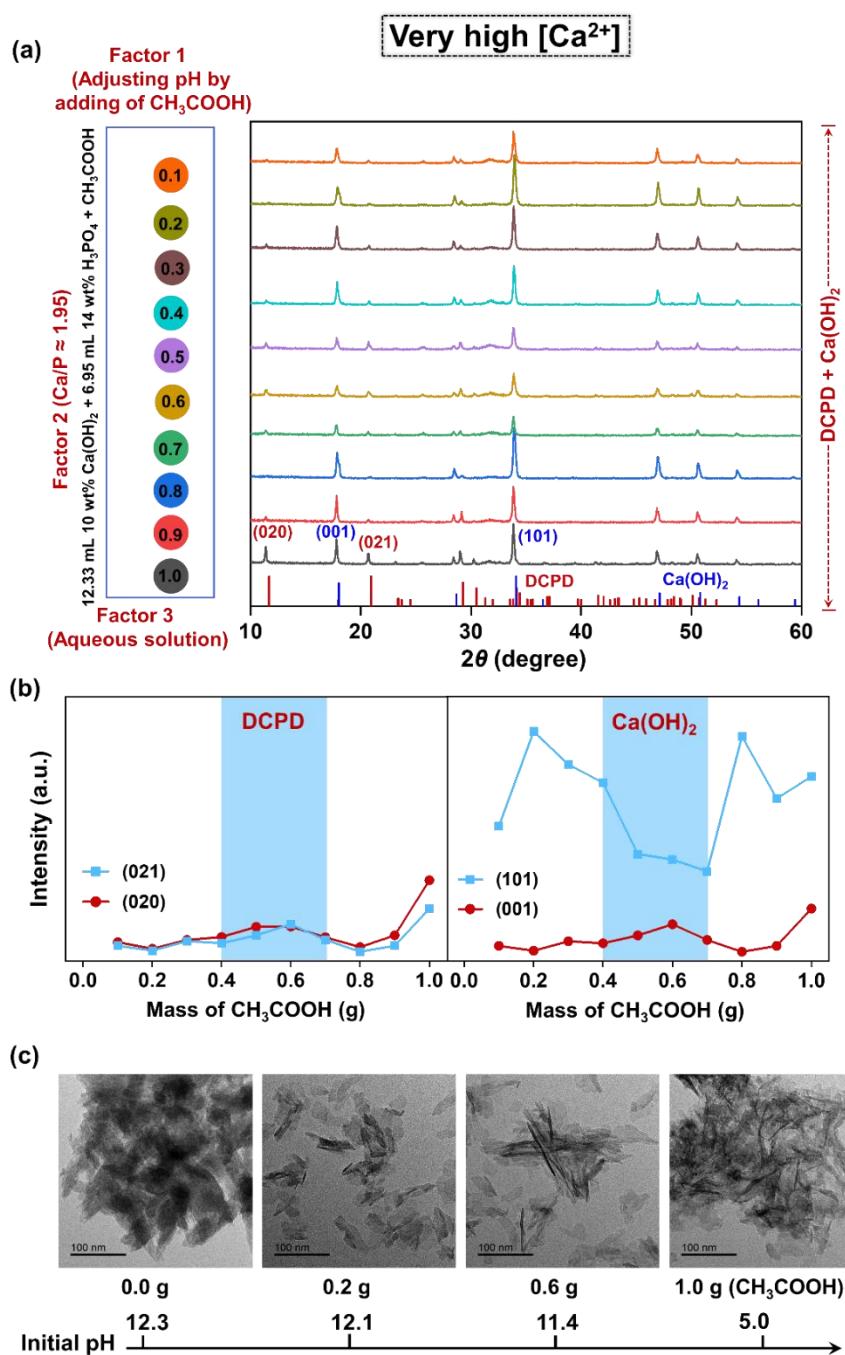 Very high [Ca²⁺]
(a)
Factor 1
(Adjusting pH by
adding of CH₃COOH)
Factor 2 (Ca/P ≈ 1.95)
12.33 mL 10 wt% Ca(OH)₂ + 6.95 mL 14 wt% H₃PO₄ + CH₃COOH
0.1
0.2
0.3
0.4
0.5
0.6
0.7
0.8
0.9
1.0
Factor 3
(Aqueous solution)
(020)
(001)
(021)
(101)
DCPD
Ca(OH)₂
DCPD + Ca(OH)₂
10 20 30 40 50 60
2θ (degree)
(b)
Intensity (a.u.)
DCPD
(021)
(020)
0.0 0.2 0.4 0.6 0.8 1.0
Mass of CH₃COOH (g)
Ca(OH)₂
(101)
(001)
0.0 0.2 0.4 0.6 0.8 1.0
Mass of CH₃COOH (g)
(c)
100 nm 100 nm 100 nm 100 nm
0.0 g 0.2 g 0.6 g 1.0 g (CH₃COOH)
Initial pH 12.3 12.1 11.4 5.0